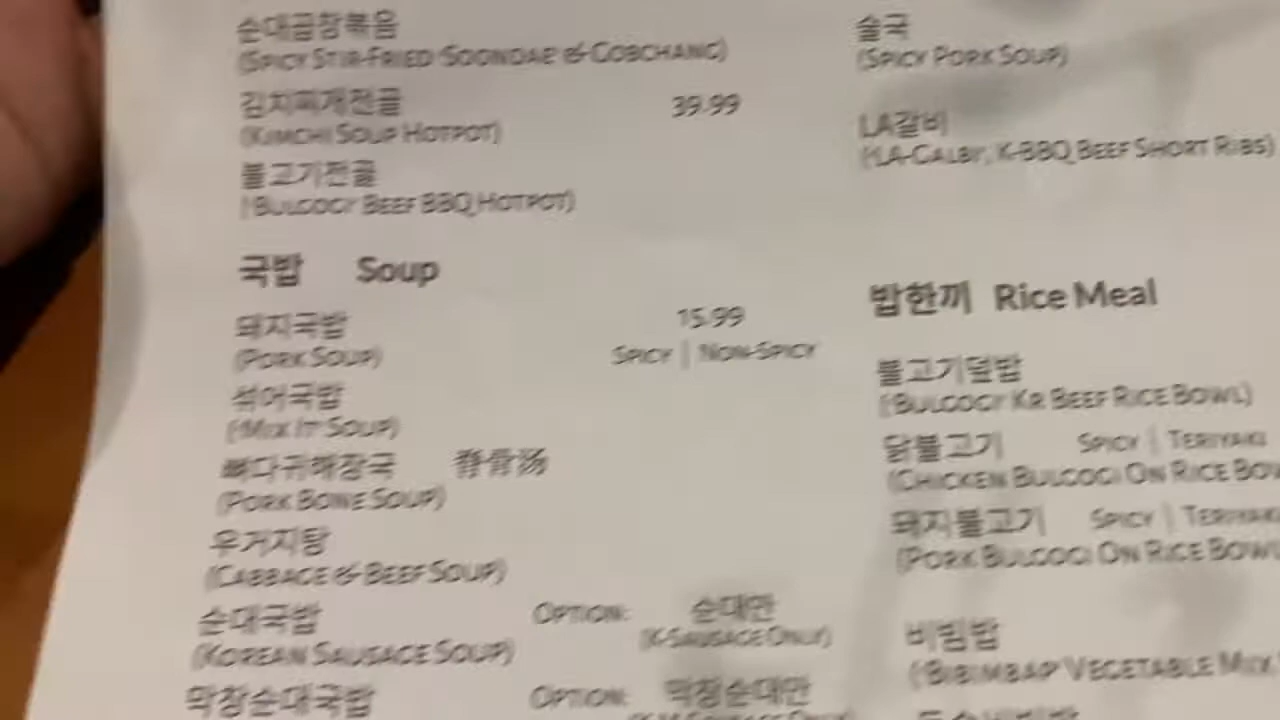 순대곱창볶음
(Spicy Stir-Fried Soondae & Gobchang)
김치찌개전골 39.99
(Kimchi Soup Hotpot)
불고기전골
('Bulgogi' Beef BBQ Hotpot)
국밥 Soup
돼지국밥 15.99
(Pork Soup) Spicy | Non-Spicy
섞어국밥
('Mix It' Soup)
뼈다귀해장국 脊骨汤
(Pork Bone Soup)
우거지탕
(Cabbage & Beef Soup)
순대국밥 Option: 순대만
(Korean Sausage Soup) (K-Sausage Only)
막창순대국밥 Option: 막창순대만
술국
(Spicy Pork Soup)
LA갈비
('LA-Galbi', K-BBQ Beef Short Ribs)
밥한끼 Rice Meal
불고기덮밥
('Bulgogi' Kr Beef Rice Bowl)
닭불고기 Spicy | Teriyaki
(Chicken Bulgogi On Rice Bow
돼지불고기 Spicy | Teriyaki
(Pork Bulgogi On Rice Bowl
비빔밥
('Bibimbap' Vegetable Mix